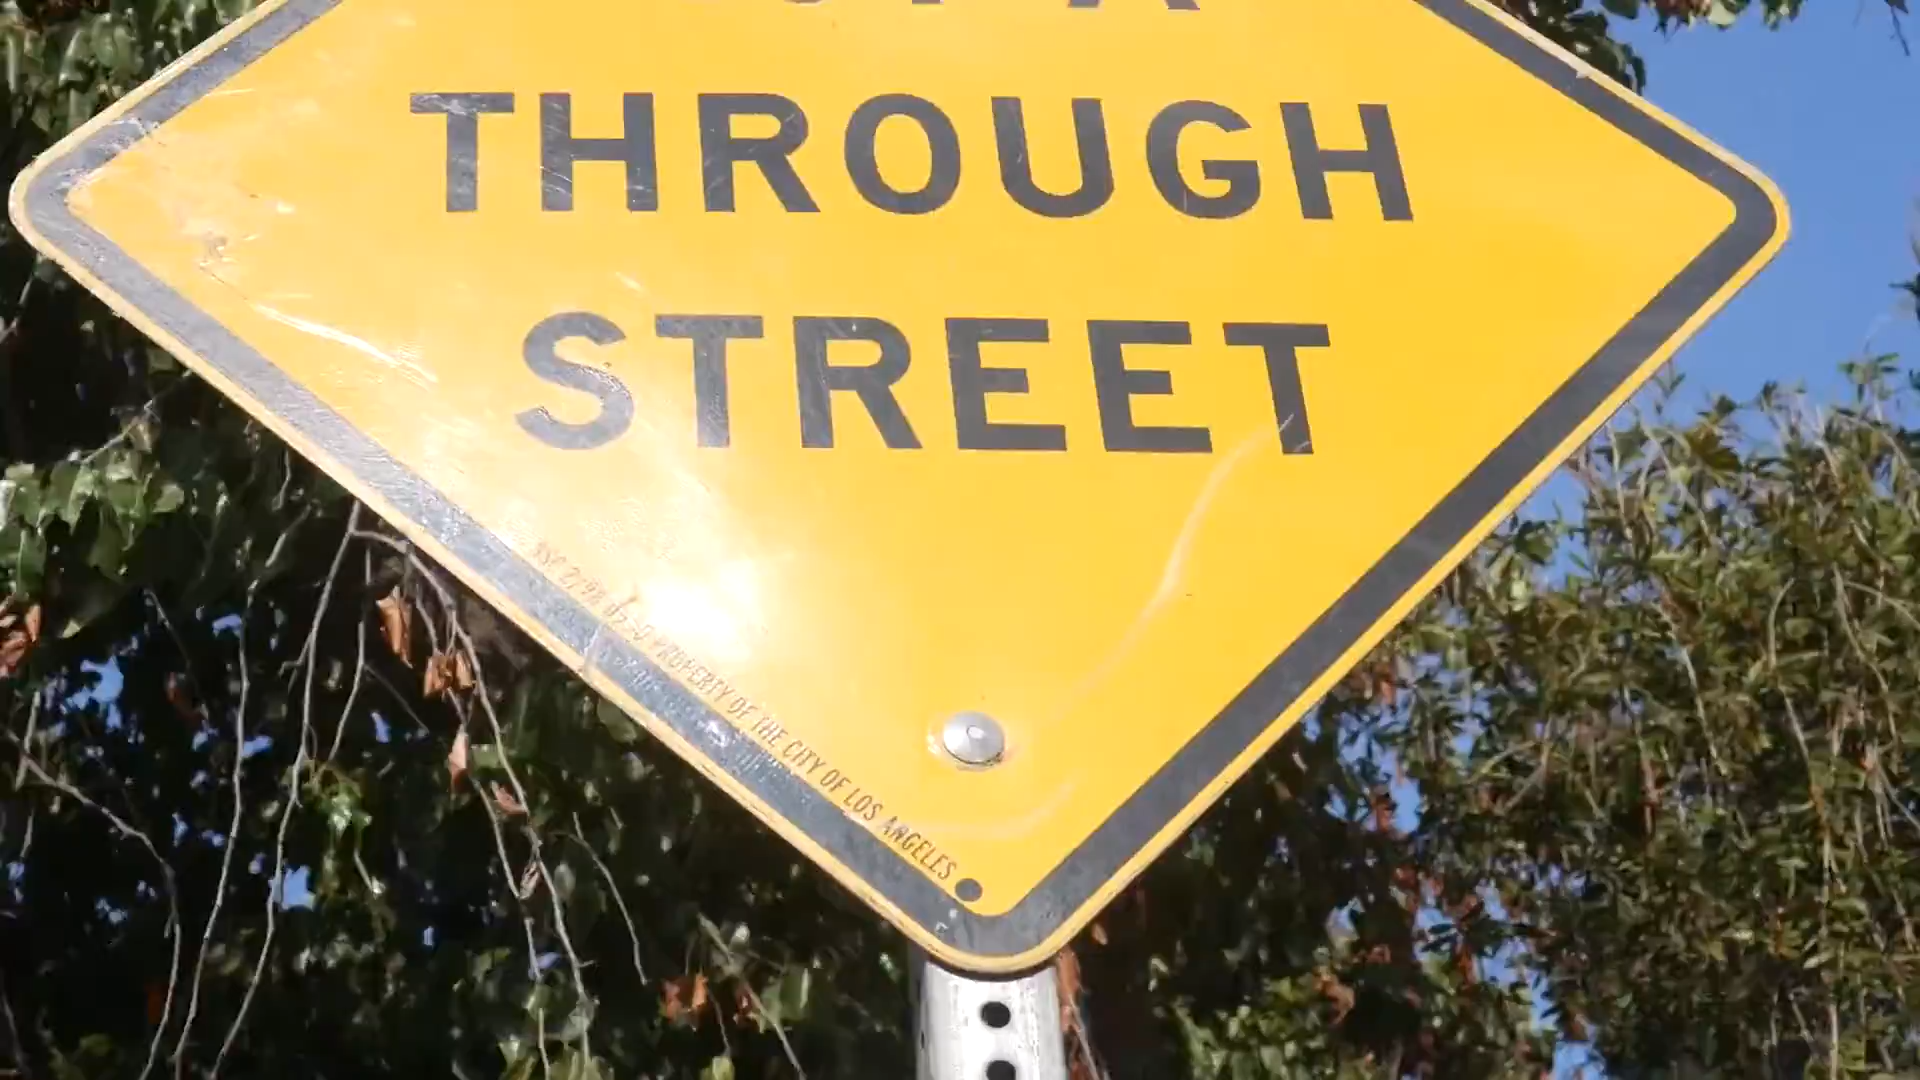 THROUGH
STREET
PROPERTY OF THE CITY OF LOS ANGELES